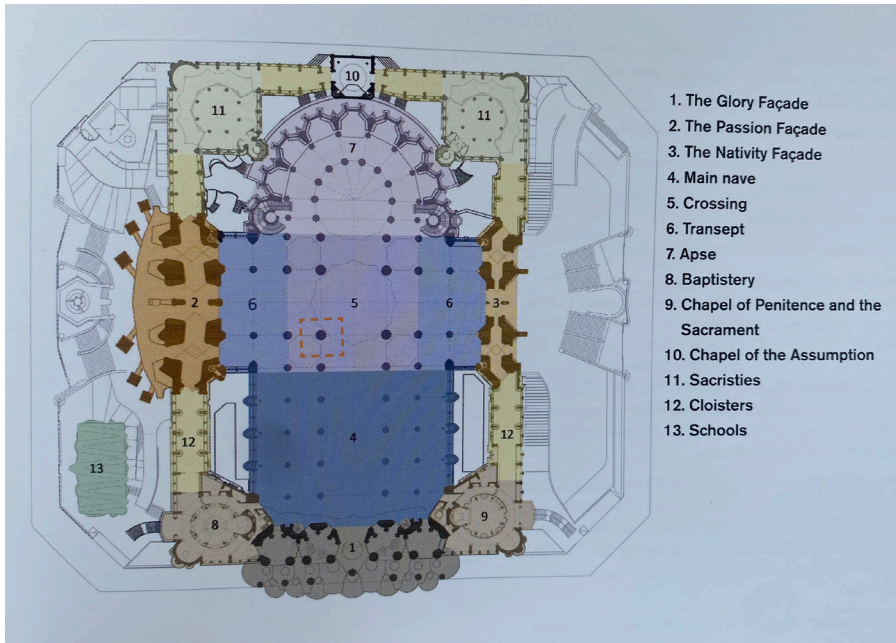 10
11
11
7
2
6
5
6
3
4
12
12
13
8
9
1
1. The Glory Façade
2. The Passion Façade
3. The Nativity Façade
4. Main nave
5. Crossing
6. Transept
7. Apse
8. Baptistery
9. Chapel of Penitence and the
Sacrament
10. Chapel of the Assumption
11. Sacristies
12. Cloisters
13. Schools